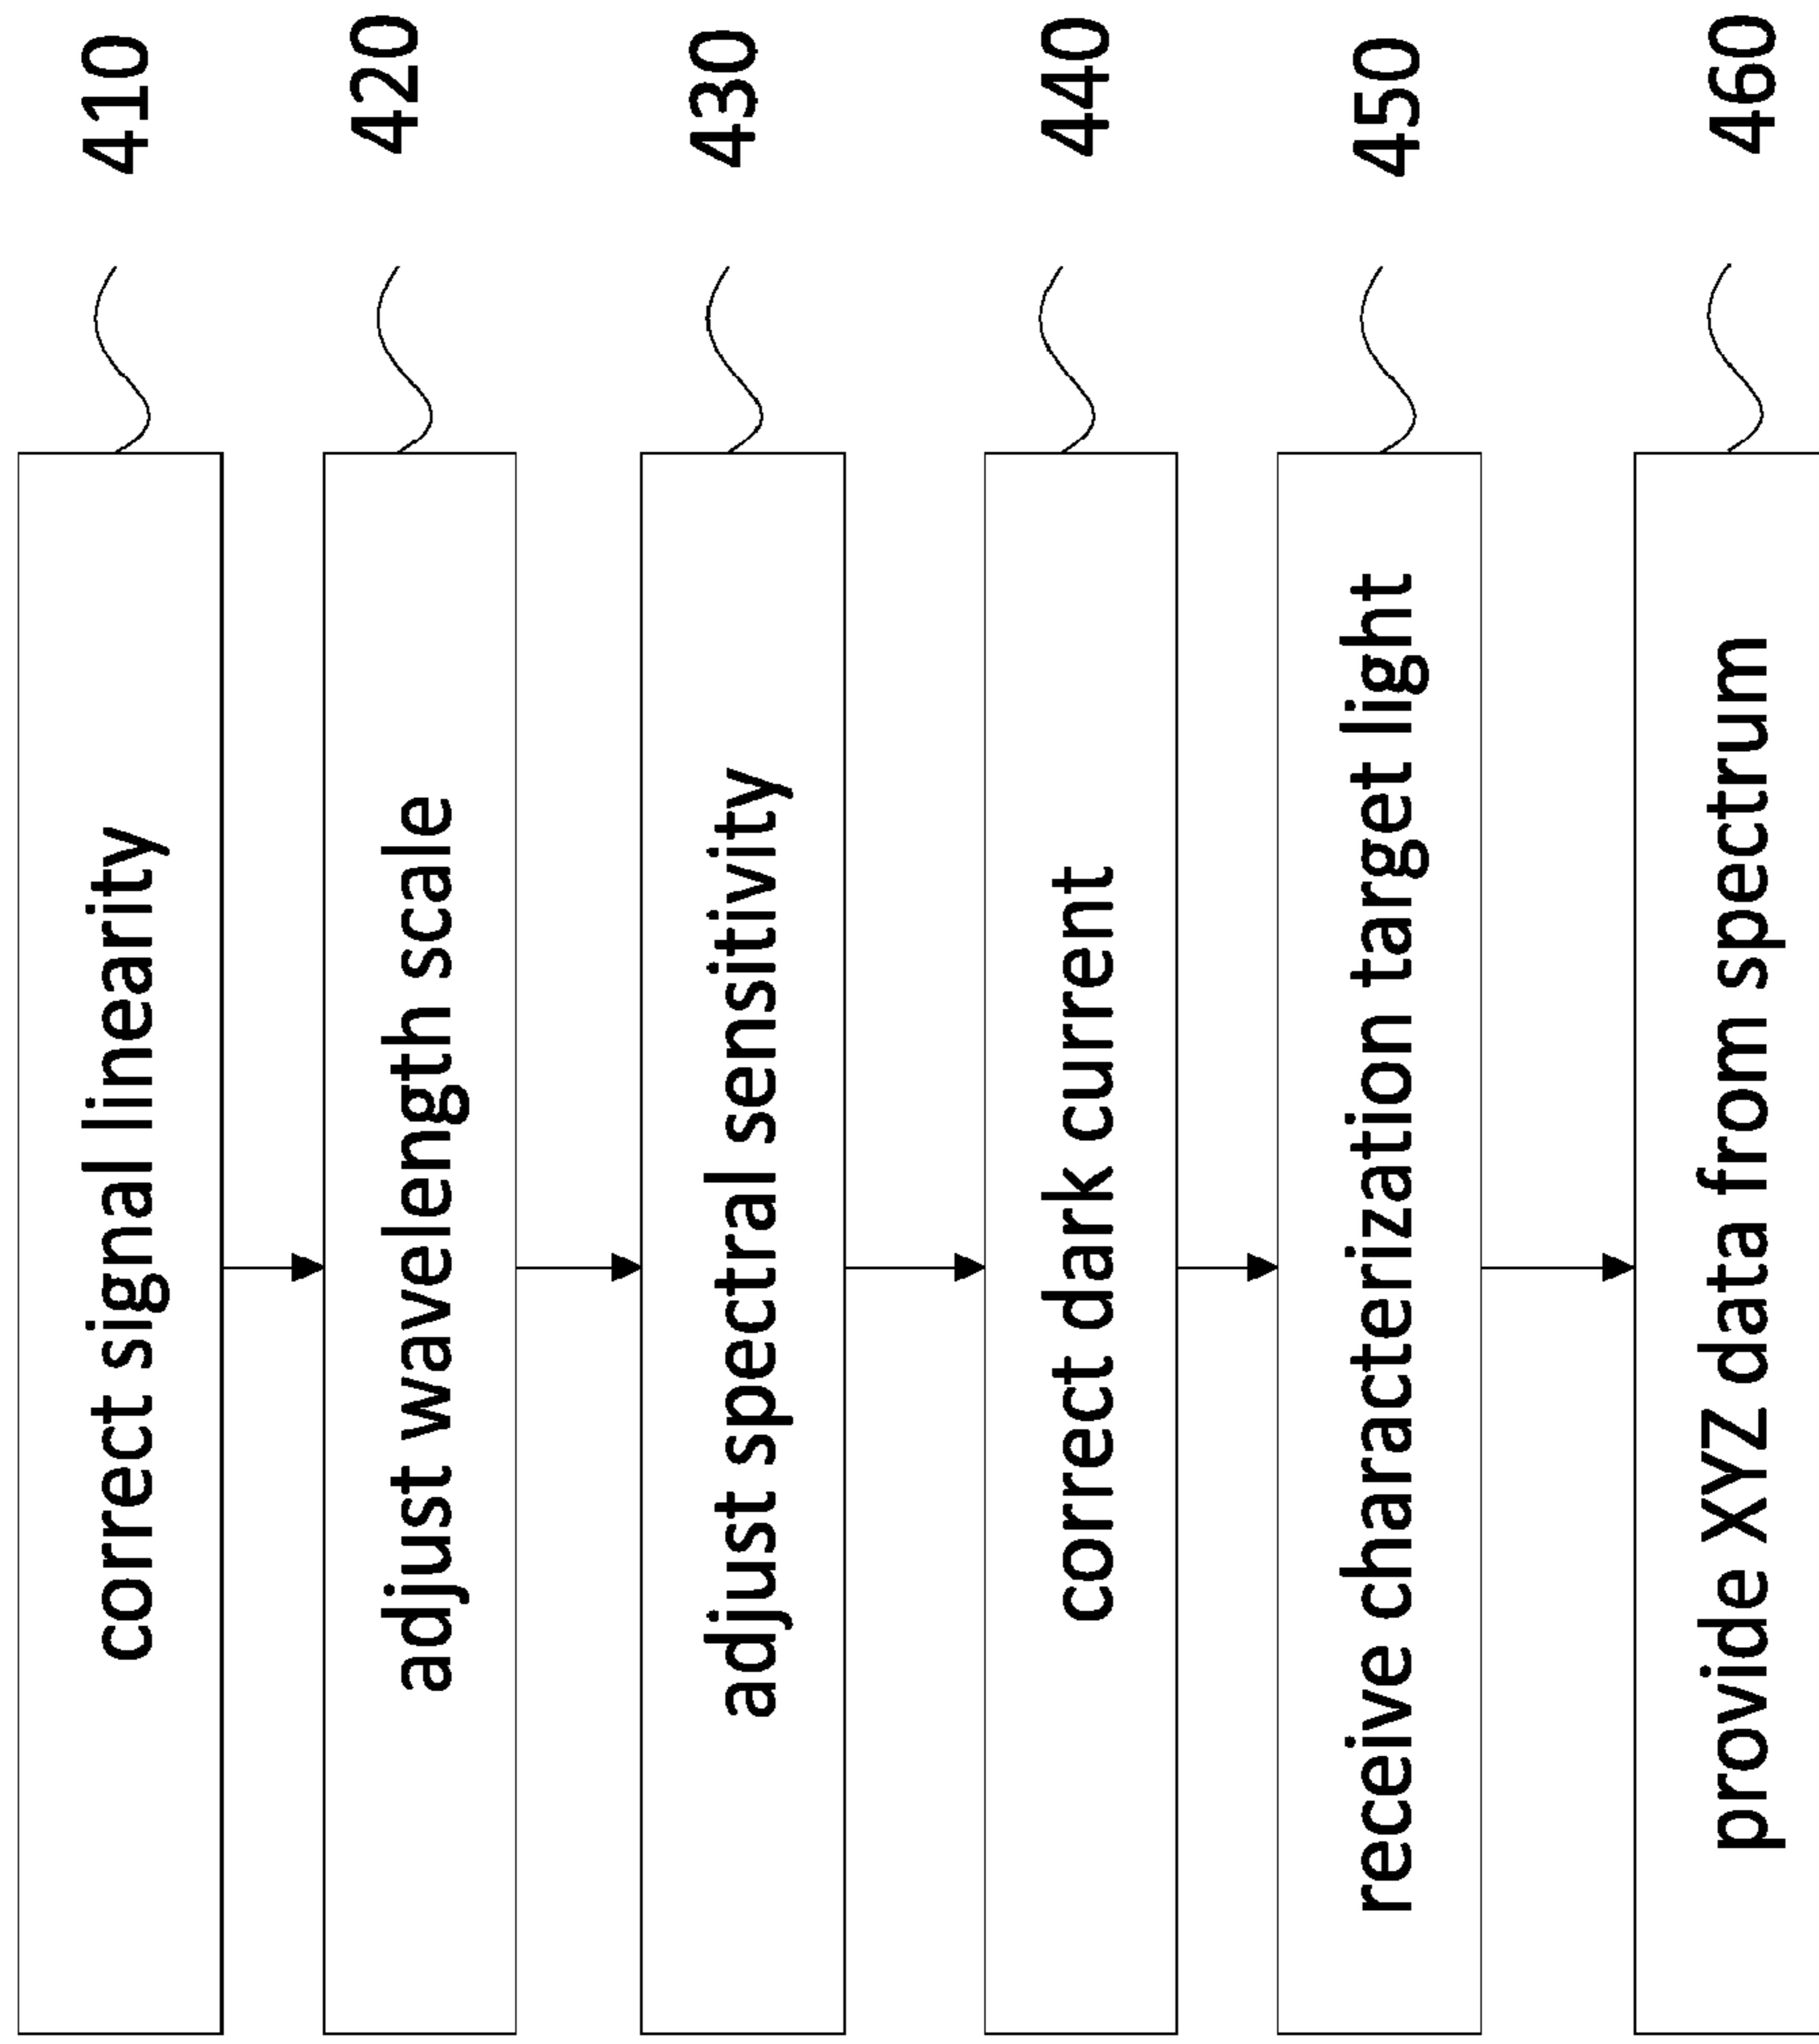 correct signal linearity
410
adjust wavelength scale
420
adjust spectral sensitivity
430
correct dark current
440
receive characterization target light
450
provide XYZ data from spectrum
460